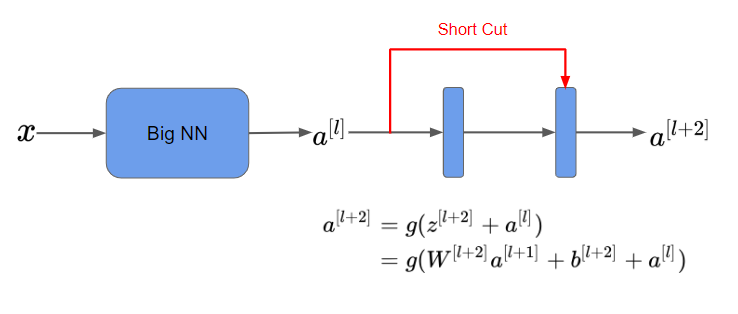 Short Cut
x
Big NN
a^{[l]}
a^{[l+2]}
a^{[l+2]} = g(z^{[l+2]} + a^{[l]})
= g(W^{[l+2]} a^{[l+1]} + b^{[l+2]} + a^{[l]})